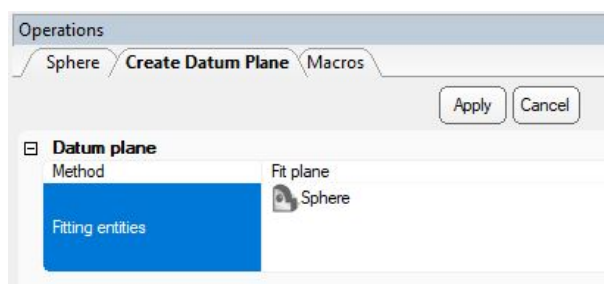 Operations
Sphere Create Datum Plane Macros
Apply Cancel
Datum plane
Method Fit plane
Fitting entities Sphere